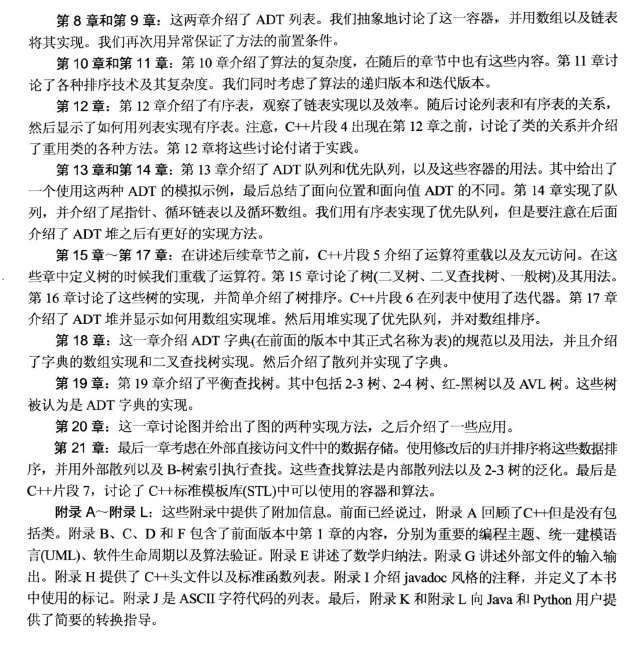 第 8 章和第 9 章：这两章介绍了 ADT 列表。我们抽象地讨论了这一容器，并用数组以及链表
将其实现。我们再次用异常保证了方法的前置条件。
第 10 章和第 11 章：第 10 章介绍了算法的复杂度，在随后的章节中也有这些内容。第 11 章讨
论了各种排序技术及其复杂度。我们同时考虑了算法的递归版本和迭代版本。
第 12 章：第 12 章介绍了有序表，观察了链表实现以及效率。随后讨论列表和有序表的关系，
然后显示了如何用列表实现有序表。注意，C++片段 4 出现在第 12 章之前，讨论了类的关系并介绍
了重用类的各种方法。第 12 章将这些讨论付诸于实践。
第 13 章和第 14 章：第 13 章介绍了 ADT 队列和优先队列，以及这些容器的用法。其中给出了
一个使用这两种 ADT 的模拟示例，最后总结了面向位置和面向值 ADT 的不同。第 14 章实现了队
列，并介绍了尾指针、循环链表以及循环数组。我们用有序表实现了优先队列，但是要注意在后面
介绍了 ADT 堆之后有更好的实现方法。
第 15 章～第 17 章：在讲述后续章节之前，C++片段 5 介绍了运算符重载以及友元访问。在这
些章中定义树的时候我们重载了运算符。第 15 章讨论了树(二叉树、二叉查找树、一般树)及其用法。
第 16 章讨论了这些树的实现，并简单介绍了树排序。C++片段 6 在列表中使用了迭代器。第 17 章
介绍了 ADT 堆并显示如何用数组实现堆。然后用堆实现了优先队列，并对数组排序。
第 18 章：这一章介绍 ADT 字典(在前面的版本中其正式名称为表)的规范以及用法，并且介绍
了字典的数组实现和二叉查找树实现。然后介绍了散列并实现了字典。
第 19 章：第 19 章介绍了平衡查找树。其中包括 2-3 树、2-4 树、红-黑树以及 AVL 树。这些树
被认为是 ADT 字典的实现。
第 20 章：这一章讨论图并给出了图的两种实现方法，之后介绍了一些应用。
第 21 章：最后一章考虑在外部直接访问文件中的数据存储。使用修改后的归并排序将这些数据排
序，并用外部散列以及 B-树索引执行查找。这些查找算法是内部散列法以及 2-3 树的泛化。最后是
C++片段 7，讨论了 C++标准模板库(STL)中可以使用的容器和算法。
附录 A～附录 L：这些附录中提供了附加信息。前面已经说过，附录 A 回顾了C++但是没有包
括类。附录 B、C、D 和 F 包含了前面版本中第 1 章的内容，分别为重要的编程主题、统一建模语
言(UML)、软件生命周期以及算法验证。附录 E 讲述了数学归纳法。附录 G 讲述外部文件的输入输
出。附录 H 提供了 C++头文件以及标准函数列表。附录 I 介绍 javadoc 风格的注释，并定义了本书
中使用的标记。附录 J 是 ASCII 字符代码的列表。最后，附录 K 和附录 L 向 Java 和 Python 用户提
供了简要的转换指导。